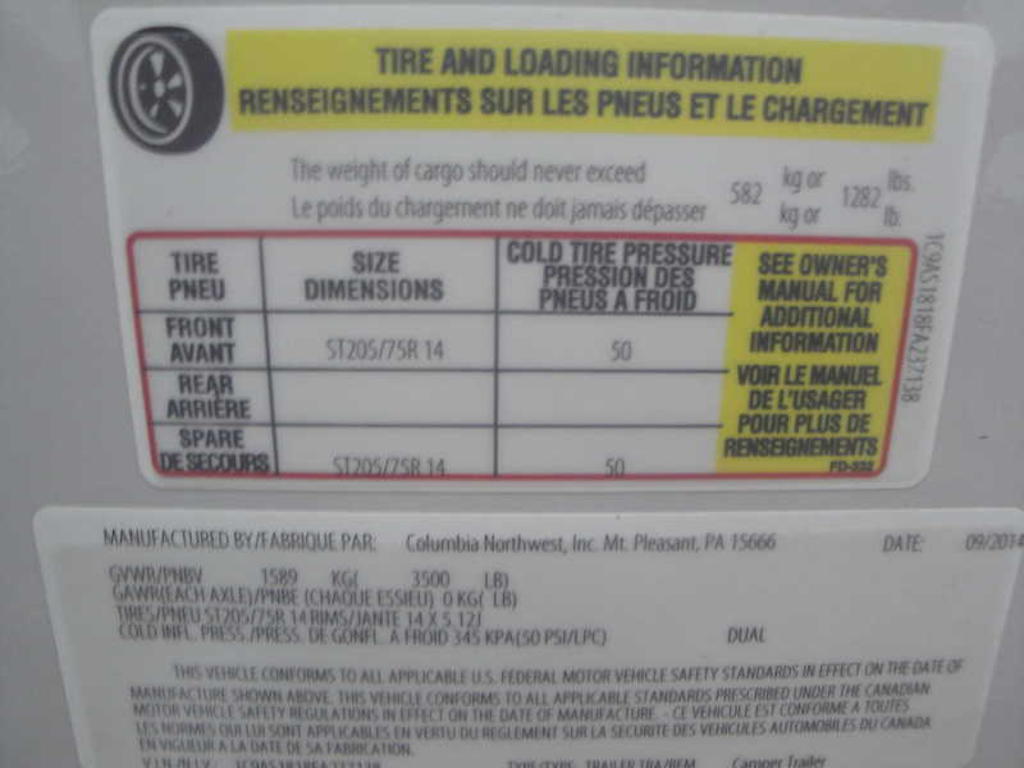 TIRE AND LOADING INFORMATION
RENSEIGNEMENTS SUR LES PNEUS ET LE CHARGEMENT
The weight of cargo should never exceed 582 kg or 1282 lbs.
Le poids du chargement ne doit jamais dépasser kg or lb.
TIRE
PNEU
SIZE
DIMENSIONS
COLD TIRE PRESSURE
PRESSION DES
PNEUS A FROID
FRONT
AVANT
ST205/75R 14
50
REAR
ARRIÈRE
SPARE
DE SECOURS
ST205/75R 14
50
SEE OWNER'S
MANUAL FOR
ADDITIONAL
INFORMATION
VOIR LE MANUEL
DE L'USAGER
POUR PLUS DE
RENSEIGNEMENTS
FD-332
1C9AS1818FA237138
MANUFACTURED BY/FABRIQUE PAR: Columbia Northwest, Inc. Mt. Pleasant, PA 15666 DATE: 09/2014
GVWR/PNBV 1589 KG( 3500 LB)
GAWR(EACH AXLE)/PNBE (CHAQUE ESSIEU) 0 KG( LB)
TIRES/PNEU ST205/75R 14 RIMS/JANTE 14 X 5.12J
COLD INFL. PRESS./PRESS. DE GONFL. A FROID 345 KPA(50 PSI/LPC) DUAL
THIS VEHICLE CONFORMS TO ALL APPLICABLE U.S. FEDERAL MOTOR VEHICLE SAFETY STANDARDS IN EFFECT ON THE DATE OF
MANUFACTURE SHOWN ABOVE. THIS VEHICLE CONFORMS TO ALL APPLICABLE STANDARDS PRESCRIBED UNDER THE CANADIAN
MOTOR VEHICLE SAFETY REGULATIONS IN EFFECT ON THE DATE OF MANUFACTURE. - CE VEHICULE EST CONFORME A TOUTES
LES NORMES QUI LUI SONT APPLICABLES EN VERTU DU REGLEMENT SUR LA SECURITE DES VEHICULES AUTOMOBILES DU CANADA
EN VIGUEUR A LA DATE DE SA FABRICATION.
V.I.N./N.I.V.: 1C9AS1818FA237138 TYPE/TYPE: TRAILER TRA/REM Camper Trailer